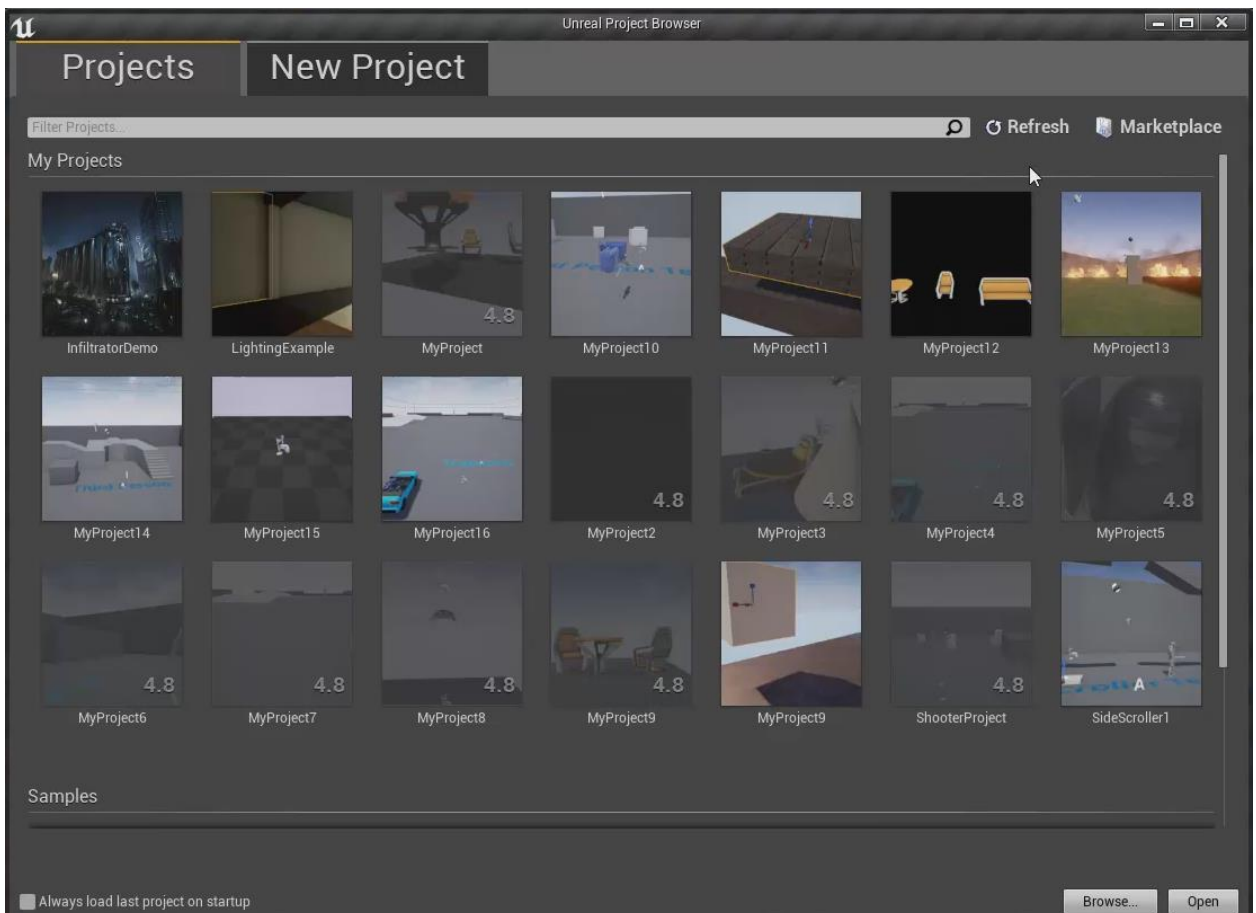 Unreal Project Browser
Projects
New Project
Filter Projects...
Refresh
Marketplace
My Projects
4.8
InfiltratorDemo
LightingExample
MyProject
MyProject10
MyProject11
MyProject12
MyProject13
4.8
4.8
4.8
4.8
MyProject14
MyProject15
MyProject16
MyProject2
MyProject3
MyProject4
MyProject5
4.8
4.8
4.8
4.8
4.8
A
MyProject6
MyProject7
MyProject8
MyProject9
MyProject9
ShooterProject
SideScroller1
Samples
Always load last project on startup
Browse...
Open